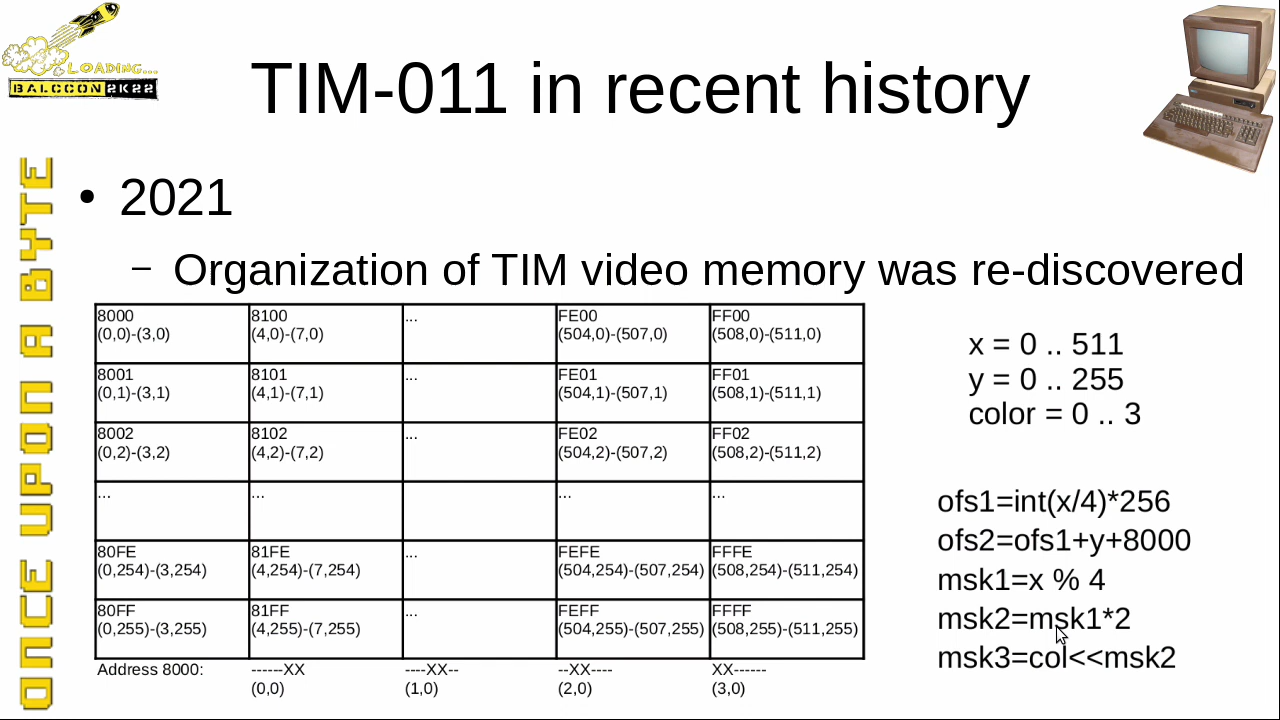 LOADING...
BALCCON2K22
TIM-011 in recent history
ONCE UPON A BYTE
• 2021
– Organization of TIM video memory was re-discovered
8000 8100 ... FE00 FF00
(0,0)-(3,0) (4,0)-(7,0) (504,0)-(507,0) (508,0)-(511,0)
8001 8101 ... FE01 FF01
(0,1)-(3,1) (4,1)-(7,1) (504,1)-(507,1) (508,1)-(511,1)
8002 8102 ... FE02 FF02
(0,2)-(3,2) (4,2)-(7,2) (504,2)-(507,2) (508,2)-(511,2)
... ... ... ...
80FE 81FE ... FEFE FFFE
(0,254)-(3,254) (4,254)-(7,254) (504,254)-(507,254) (508,254)-(511,254)
80FF 81FF ... FEFF FFFF
(0,255)-(3,255) (4,255)-(7,255) (504,255)-(507,255) (508,255)-(511,255)
Address 8000: ------XX ----XX-- --XX---- XX------
(0,0) (1,0) (2,0) (3,0)
x = 0 .. 511
y = 0 .. 255
color = 0 .. 3
ofs1=int(x/4)*256
ofs2=ofs1+y+8000
msk1=x % 4
msk2=msk1*2
msk3=col<<msk2